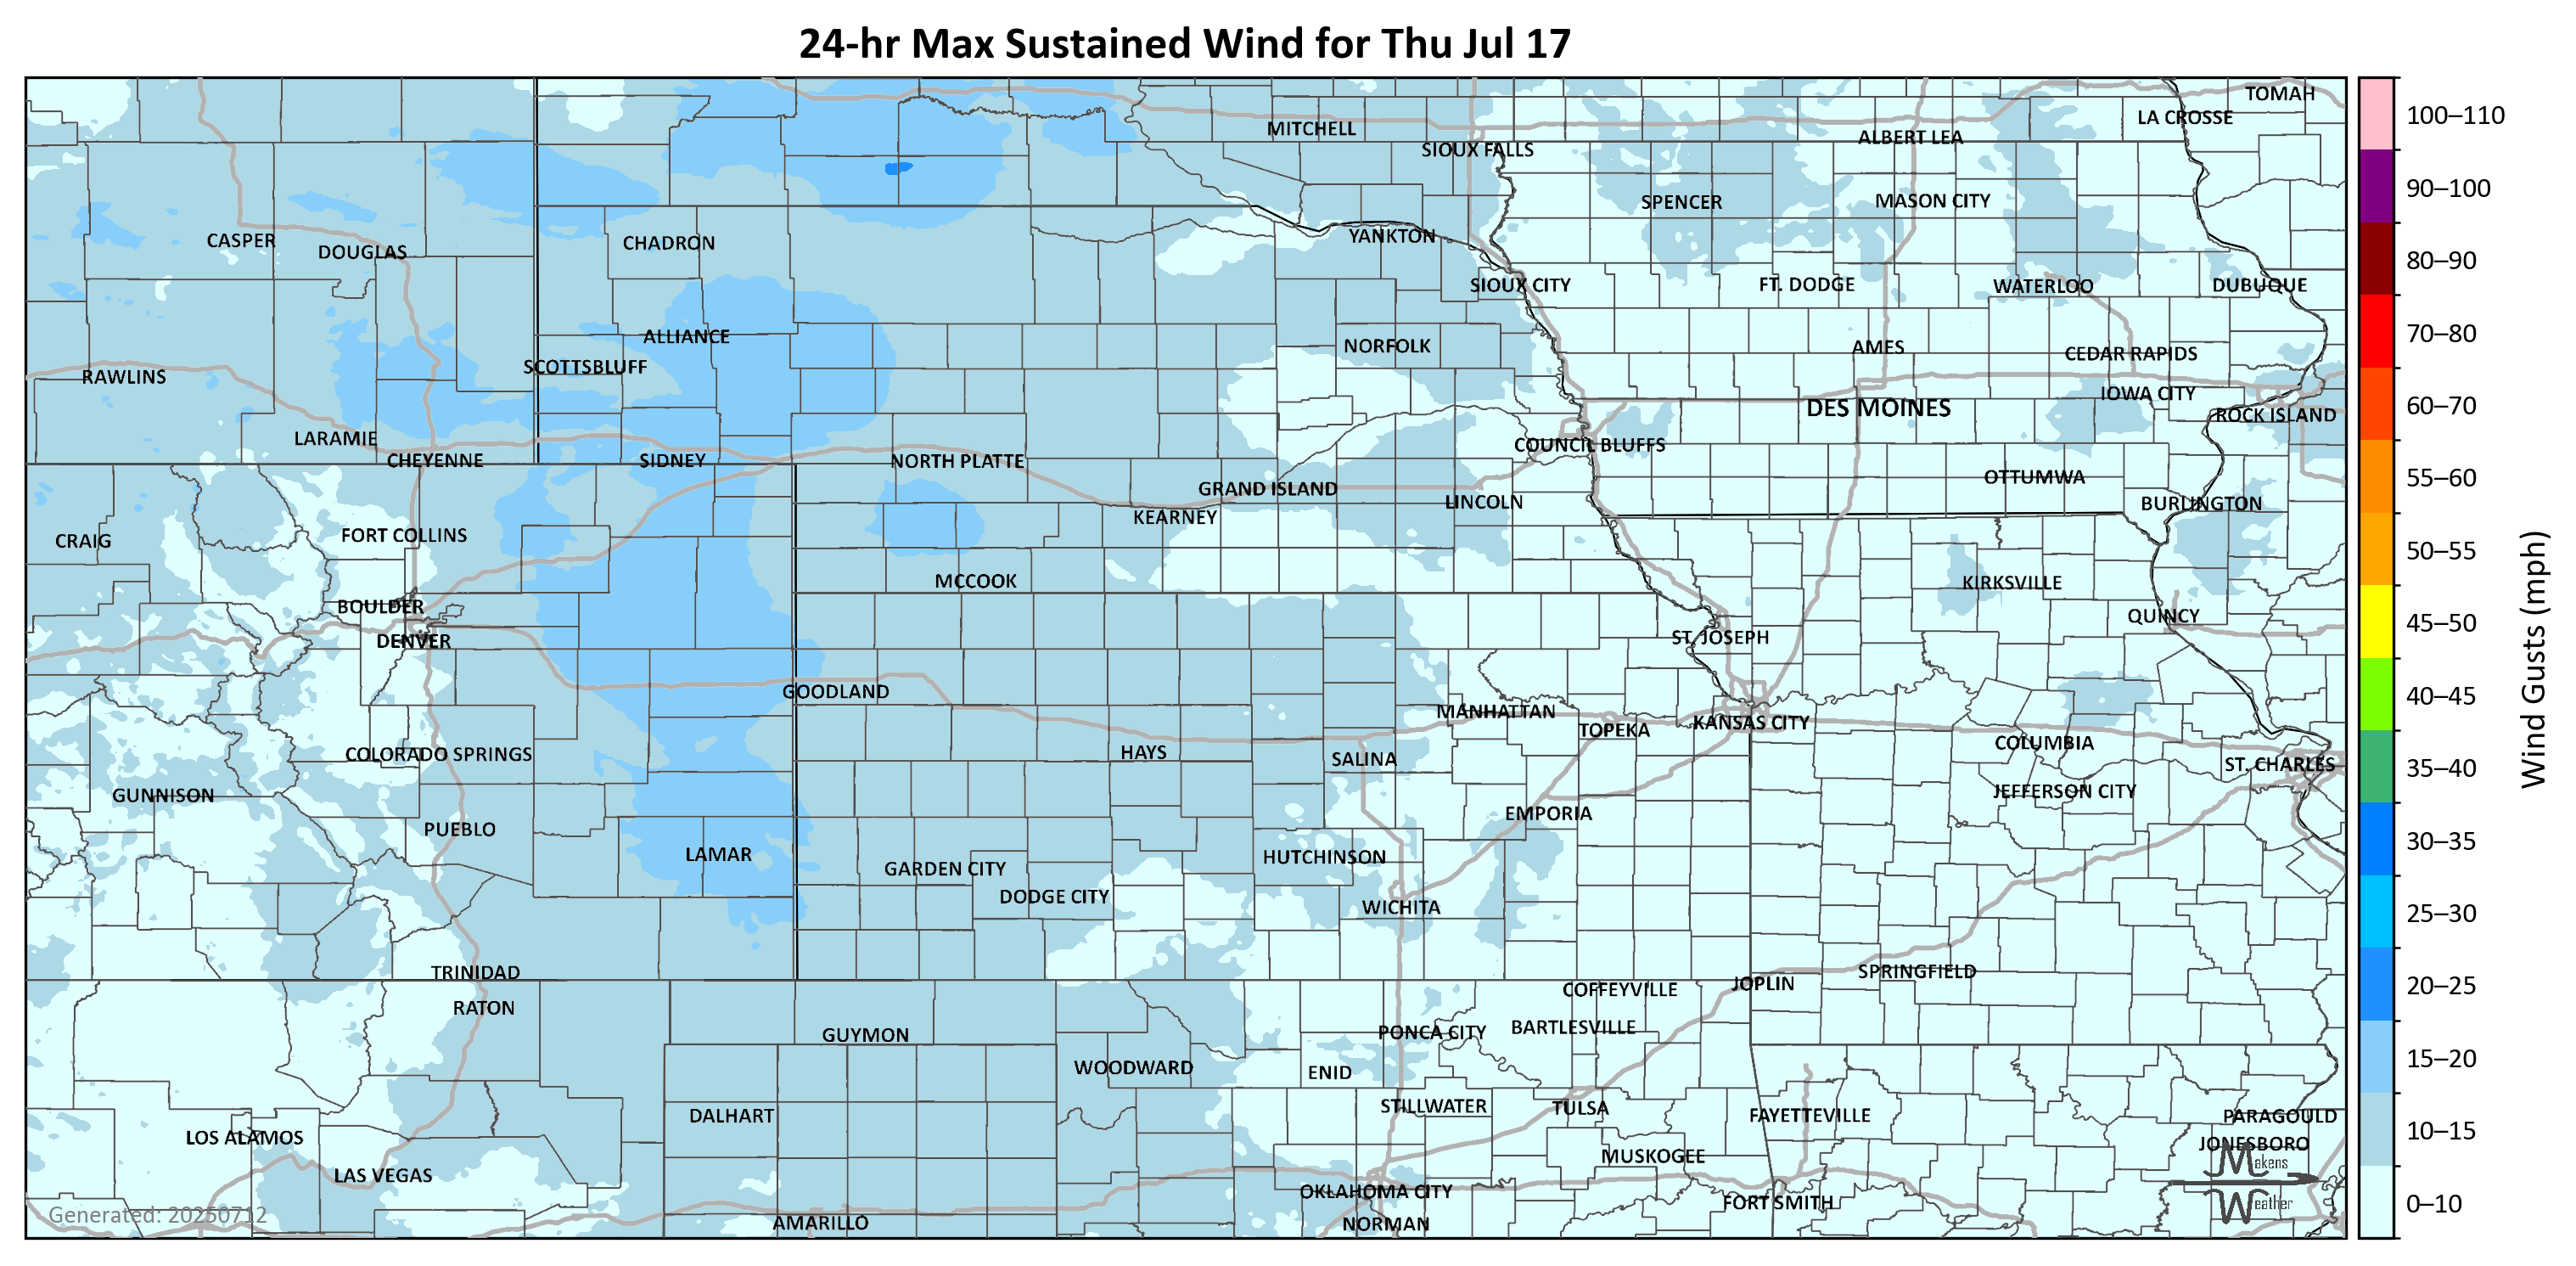 24-hr Max Sustained Wind for Thu Jul 17
TOMAH
LA CROSSE
MITCHELL
ALBERT LEA
SIOUX FALLS
SPENCER
MASON CITY
CASPER
DOUGLAS
CHADRON
YANKTON
SIOUX CITY
FT. DODGE
WATERLOO
DUBUQUE
ALLIANCE
NORFOLK
AMES
CEDAR RAPIDS
SCOTTSBLUFF
RAWLINS
IOWA CITY
DES MOINES
ROCK ISLAND
LARAMIE
COUNCIL BLUFFS
CHEYENNE
SIDNEY
NORTH PLATTE
OTTUMWA
GRAND ISLAND
LINCOLN
BURLINGTON
KEARNEY
FORT COLLINS
CRAIG
MCCOOK
KIRKSVILLE
BOULDER
QUINCY
DENVER
ST. JOSEPH
GOODLAND
MANHATTAN
TOPEKA
KANSAS CITY
COLORADO SPRINGS
HAYS
SALINA
COLUMBIA
ST. CHARLES
GUNNISON
JEFFERSON CITY
EMPORIA
PUEBLO
LAMAR
HUTCHINSON
GARDEN CITY
DODGE CITY
WICHITA
TRINIDAD
SPRINGFIELD
JOPLIN
COFFEYVILLE
RATON
GUYMON
PONCA CITY
BARTLESVILLE
WOODWARD
ENID
DALHART
STILLWATER
TULSA
FAYETTEVILLE
PARAGOULD
LOS ALAMOS
JONESBORO
MUSKOGEE
LAS VEGAS
OKLAHOMA CITY
FORT SMITH
AMARILLO
NORMAN
Generated: 20250712
Makens
Weather
100–110
90–100
80–90
70–80
60–70
55–60
50–55
45–50
40–45
35–40
30–35
25–30
20–25
15–20
10–15
0–10
Wind Gusts (mph)